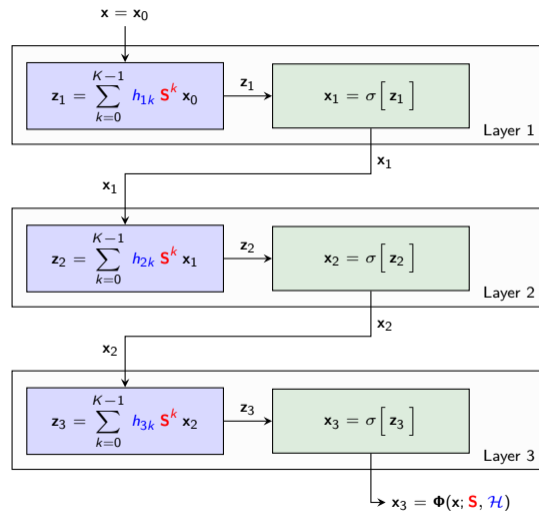 x = x₀
z₁ = ∑_{k=0}^{K−1} h₁ₖ Sᵏ x₀
z₁
x₁ = σ[z₁]
Layer 1
x₁
x₁
z₂ = ∑_{k=0}^{K−1} h₂ₖ Sᵏ x₁
z₂
x₂ = σ[z₂]
Layer 2
x₂
x₂
z₃ = ∑_{k=0}^{K−1} h₃ₖ Sᵏ x₂
z₃
x₃ = σ[z₃]
Layer 3
x₃ = Φ(x; S, ℋ)